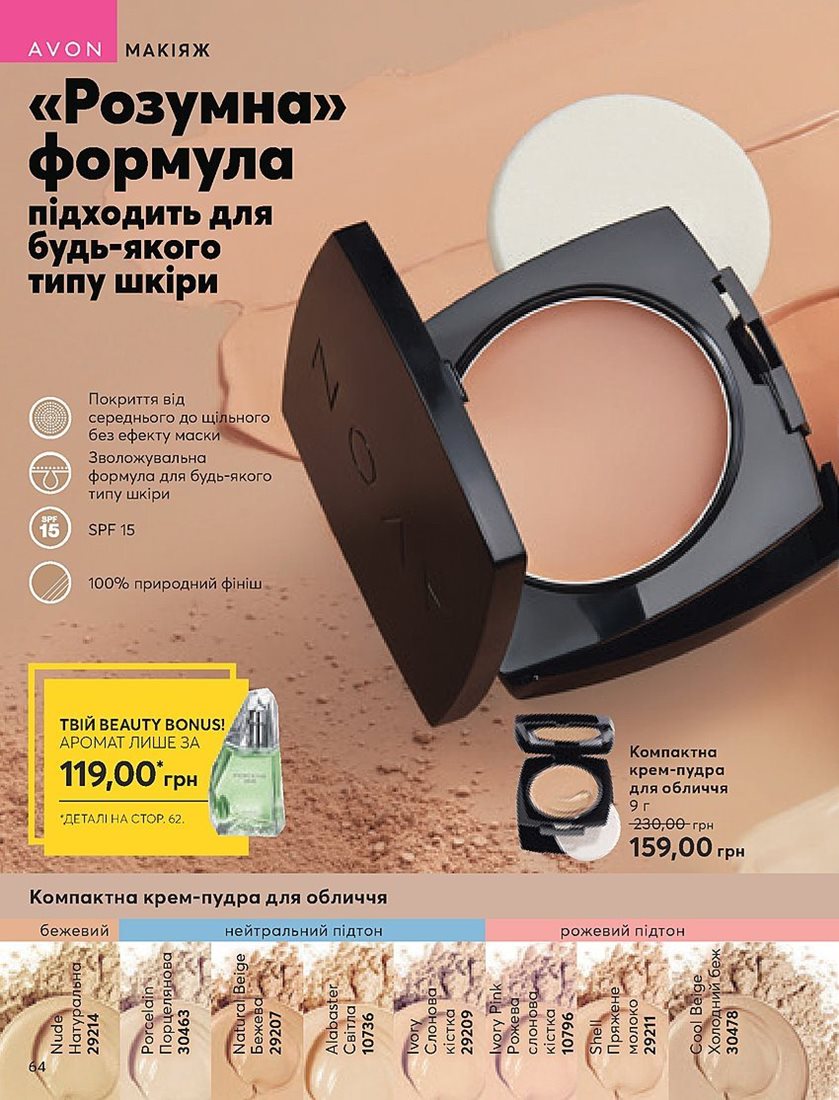 AVON МАКІЯЖ
«Розумна»
формула
підходить для
будь-якого
типу шкіри
Покриття від
середнього до щільного
без ефекту маски
Зволожувальна
формула для будь-якого
типу шкіри
SPF
15
SPF 15
100% природний фініш
AVON
ТВІЙ BEAUTY BONUS!
АРОМАТ ЛИШЕ ЗА
119,00* грн
*ДЕТАЛІ НА СТОР. 62.
Компактна
крем-пудра
для обличчя
9 г
230,00 грн
159,00 грн
Компактна крем-пудра для обличчя
бежевий
нейтральний підтон
рожевий підтон
Nude
Натуральна
29214
Porcelain
Порцелянова
30463
Natural Beige
Бежева
29207
Alabaster
Світла
10736
Ivory
Слонова
кістка
29209
Ivory Pink
Рожева
слонова
кістка
10796
Shell
Пряжене
молоко
29211
Cool Beige
Холодний беж
30478
64